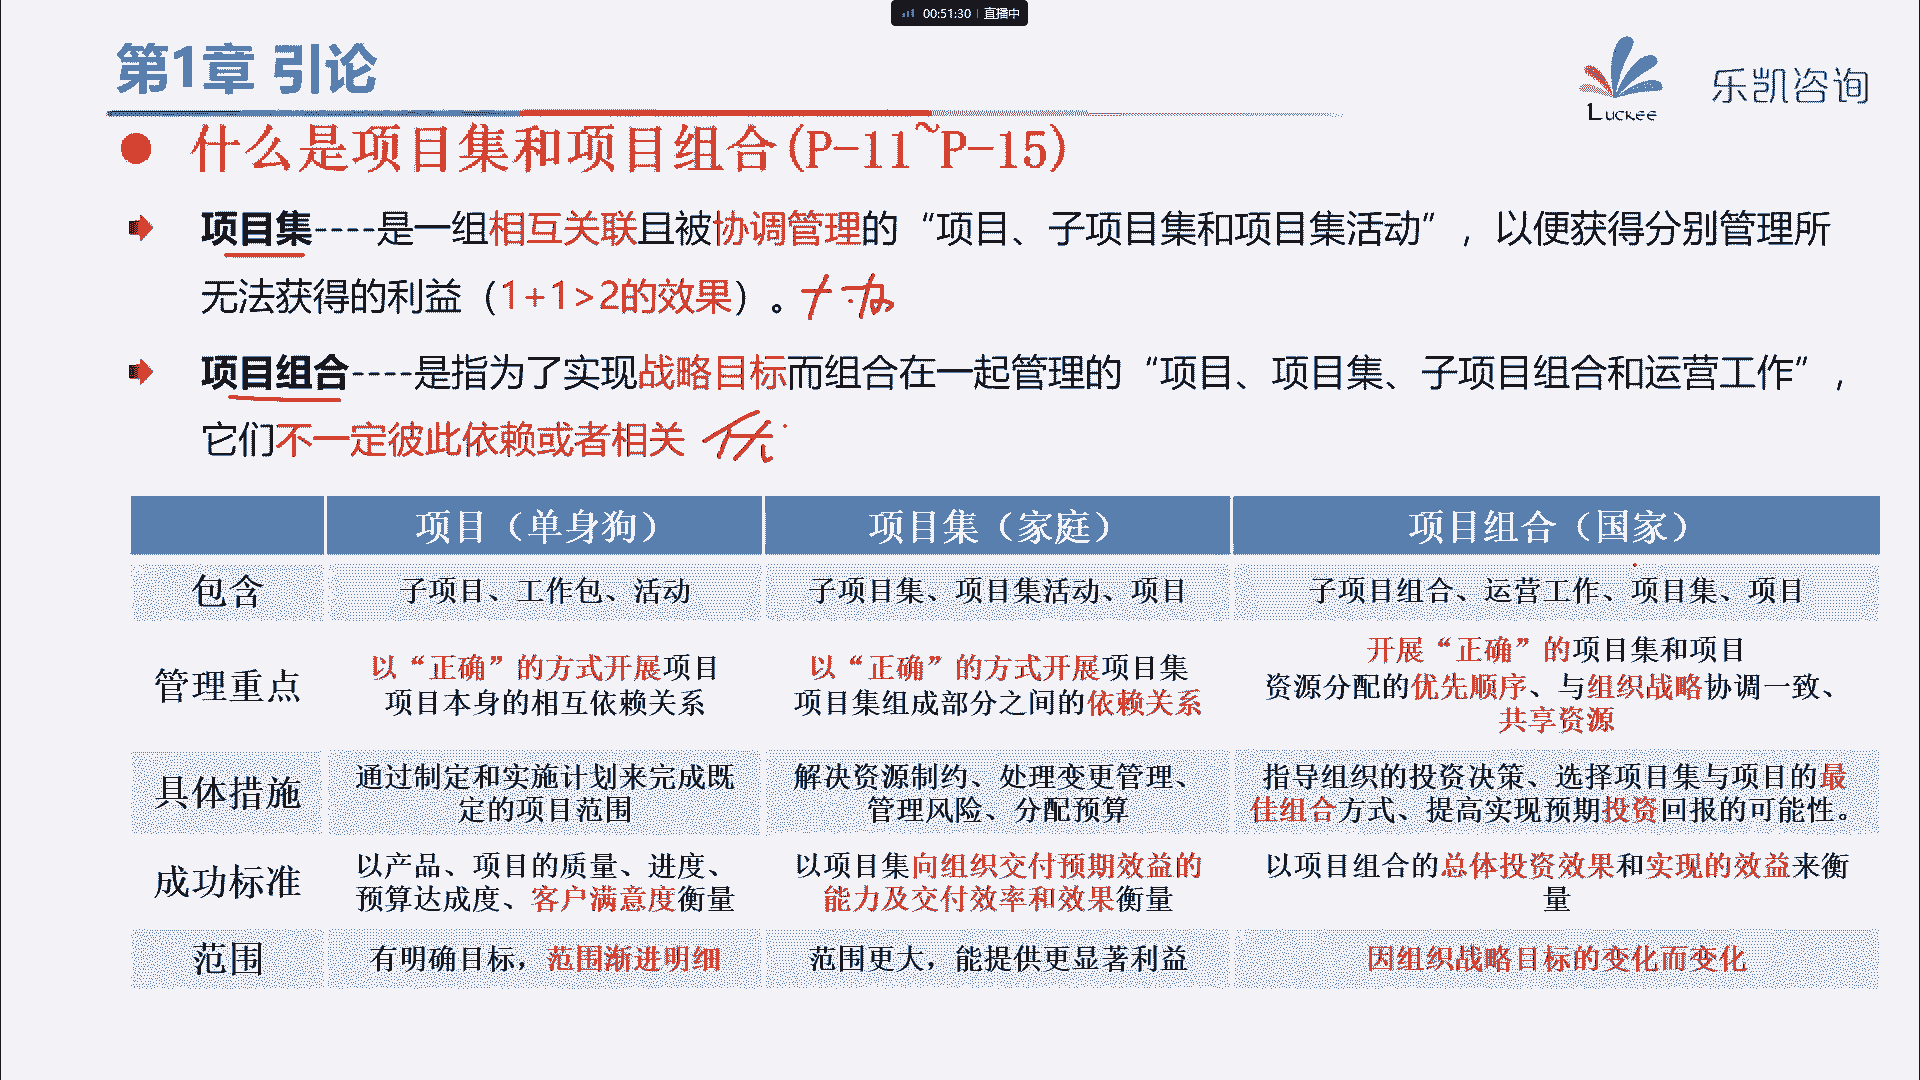 00:51:30 直播中
第1章 引论
Luckee
乐凯咨询
什么是项目集和项目组合(P-11~P-15)
项目集----是一组相互关联且被协调管理的“项目、子项目集和项目集活动”，以便获得分别管理所
无法获得的利益（1+1>2的效果）。
项目组合----是指为了实现战略目标而组合在一起管理的“项目、项目集、子项目组合和运营工作”，
它们不一定彼此依赖或者相关
项目（单身狗） 项目集（家庭） 项目组合（国家）
包含 子项目、工作包、活动 子项目集、项目集活动、项目 子项目组合、运营工作、项目集、项目
管理重点
以“正确”的方式开展项目
项目本身的相互依赖关系
以“正确”的方式开展项目集
项目集组成部分之间的依赖关系
开展“正确”的项目集和项目
资源分配的优先顺序、与组织战略协调一致、
共享资源
具体措施
通过制定和实施计划来完成既
定的项目范围
解决资源制约、处理变更管理、
管理风险、分配预算
指导组织的投资决策、选择项目集与项目的最
佳组合方式、提高实现预期投资回报的可能性。
成功标准
以产品、项目的质量、进度、
预算达成度、客户满意度衡量
以项目集向组织交付预期效益的
能力及交付效率和效果衡量
以项目组合的总体投资效果和实现的效益来衡
量
范围 有明确目标，范围渐进明细 范围更大，能提供更显著利益 因组织战略目标的变化而变化